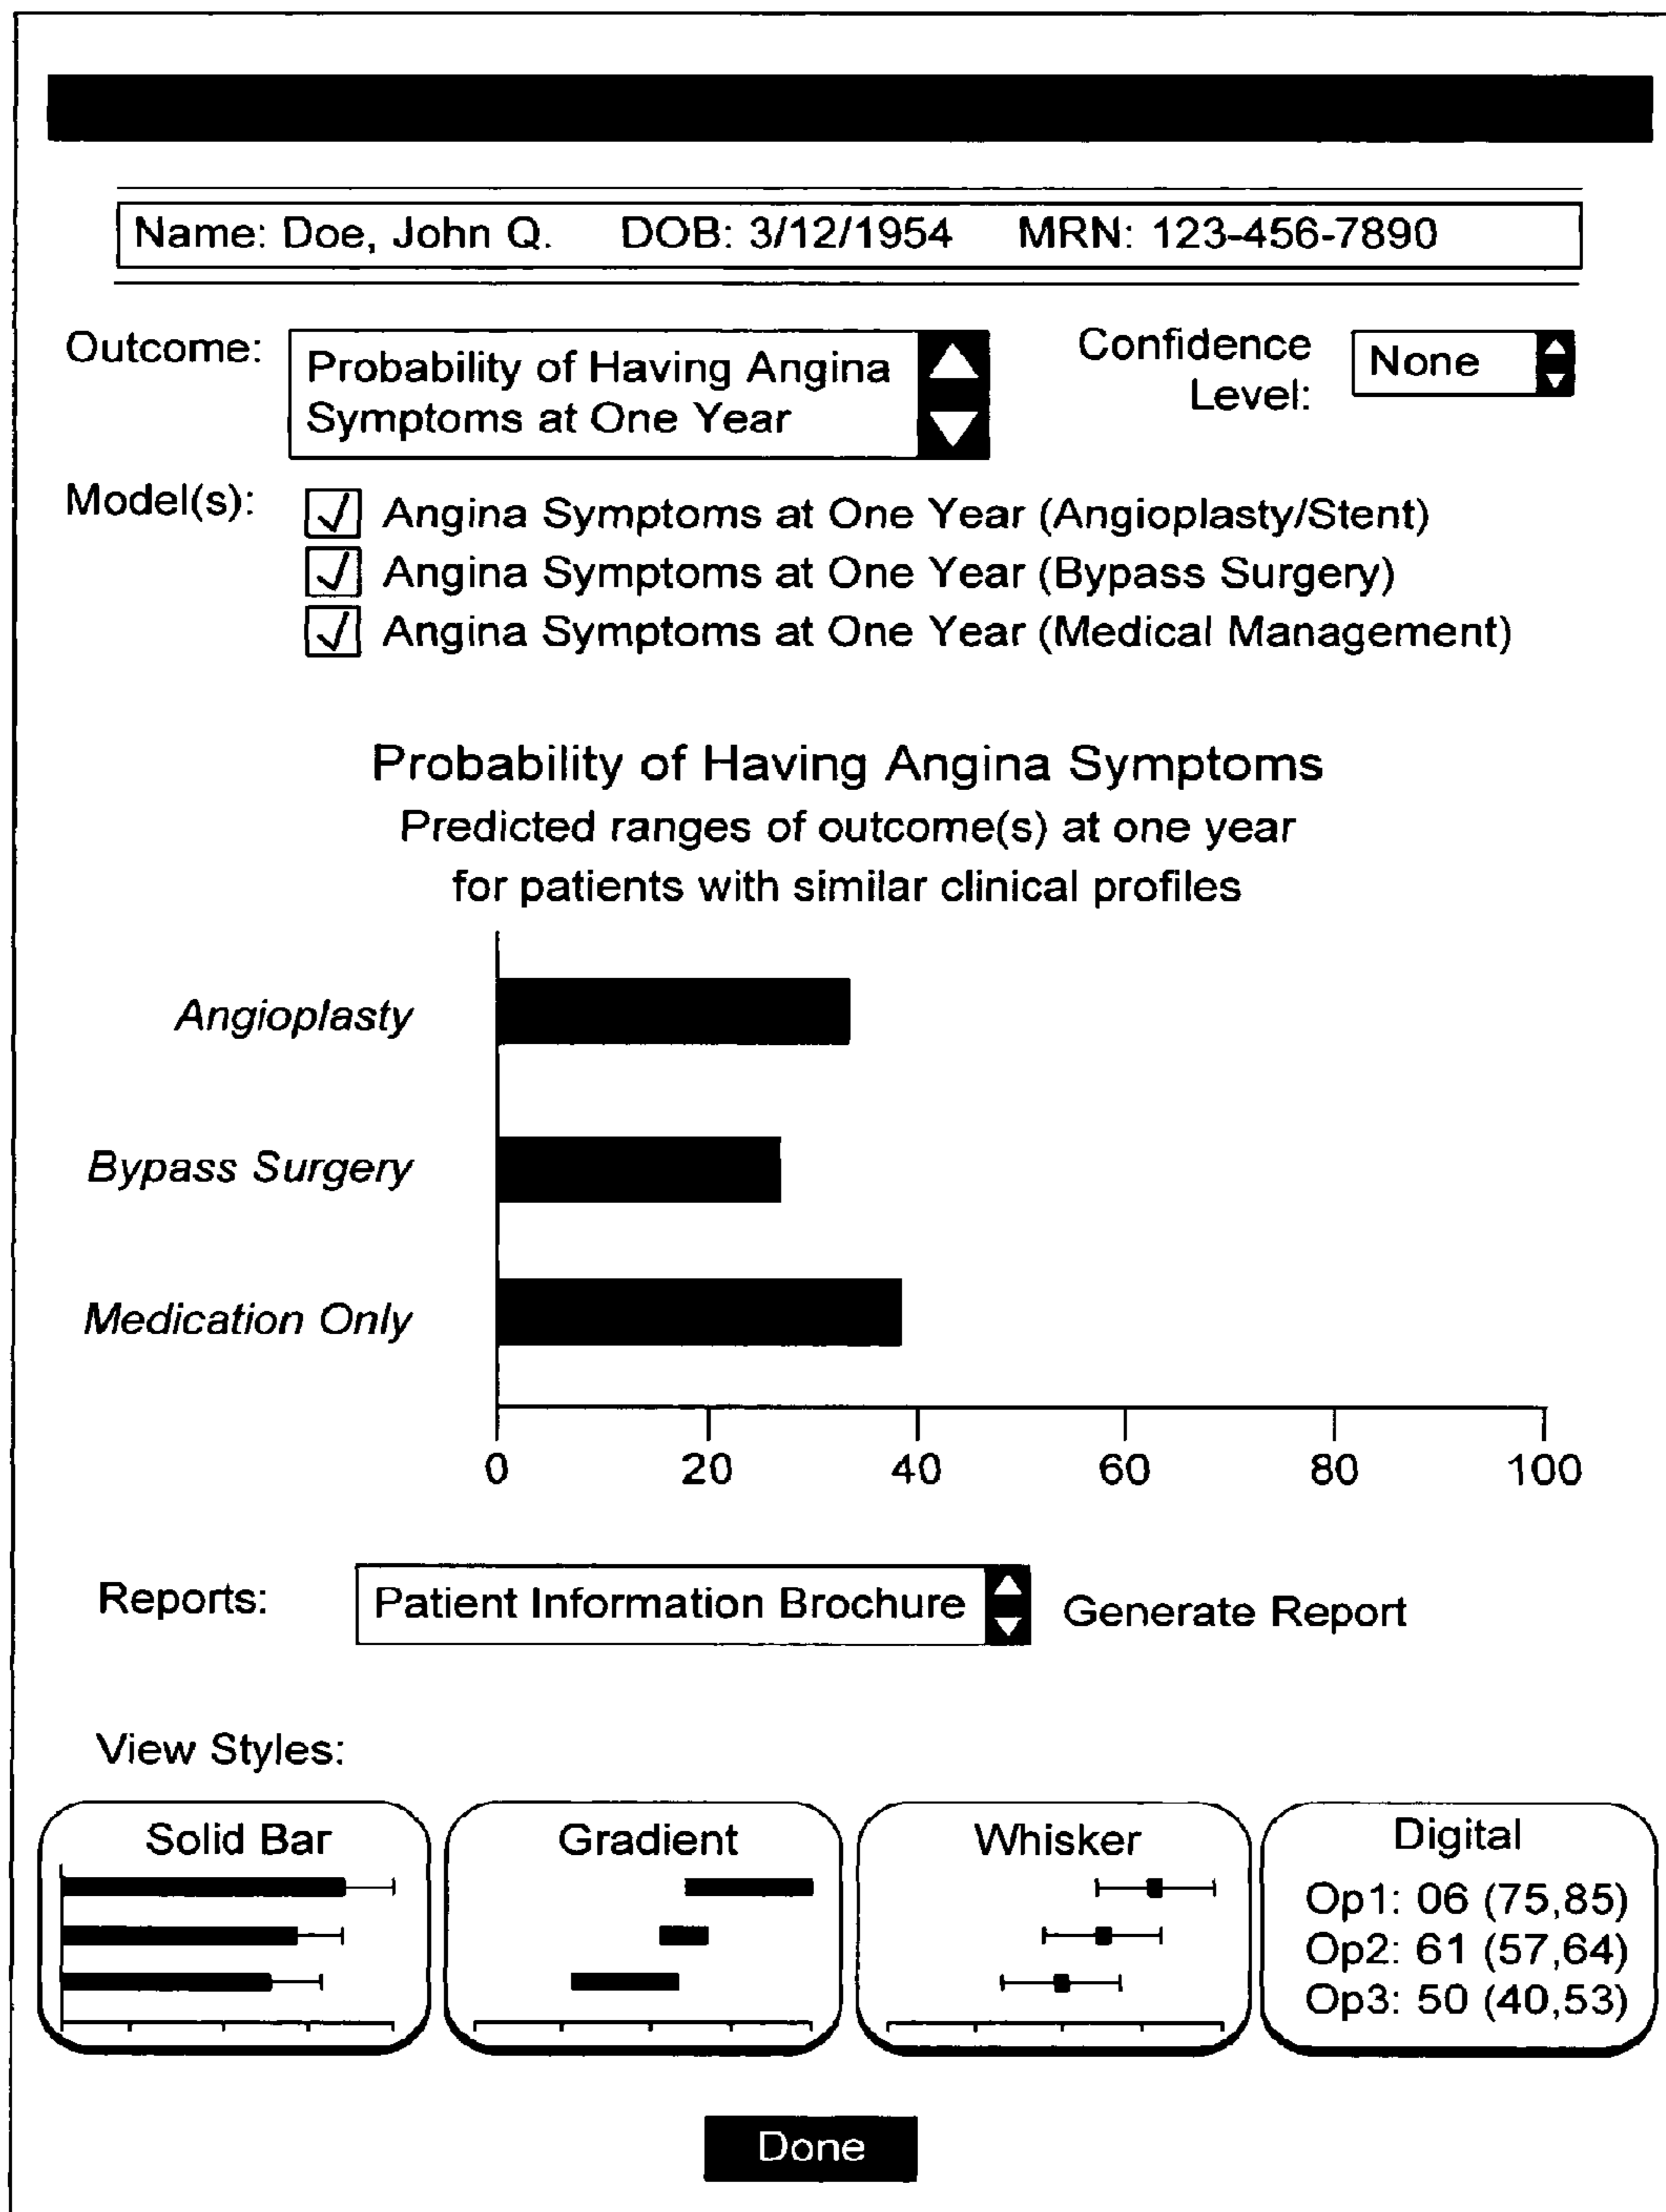 Name: Doe, John Q. DOB: 3/12/1954 MRN: 123-456-7890
Outcome:
Probability of Having Angina
Symptoms at One Year
Confidence
Level:
None
Model(s):
Angina Symptoms at One Year (Angioplasty/Stent)
Angina Symptoms at One Year (Bypass Surgery)
Angina Symptoms at One Year (Medical Management)
Probability of Having Angina Symptoms
Predicted ranges of outcome(s) at one year
for patients with similar clinical profiles
Angioplasty
Bypass Surgery
Medication Only
0 20 40 60 80 100
Reports:
Patient Information Brochure
Generate Report
View Styles:
Solid Bar
Gradient
Whisker
Digital
Op1: 06 (75,85)
Op2: 61 (57,64)
Op3: 50 (40,53)
Done